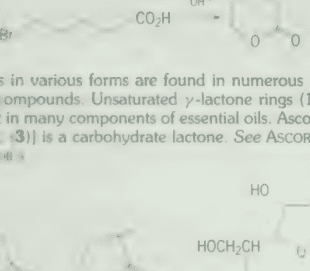 OH
CO₂H
Br
O O
s in various forms are found in numerous
ompounds. Unsaturated γ-lactone rings (1
in many components of essential oils. Asco
3)] is a carbohydrate lactone. See ASCOR
HO
HOCH₂CH O